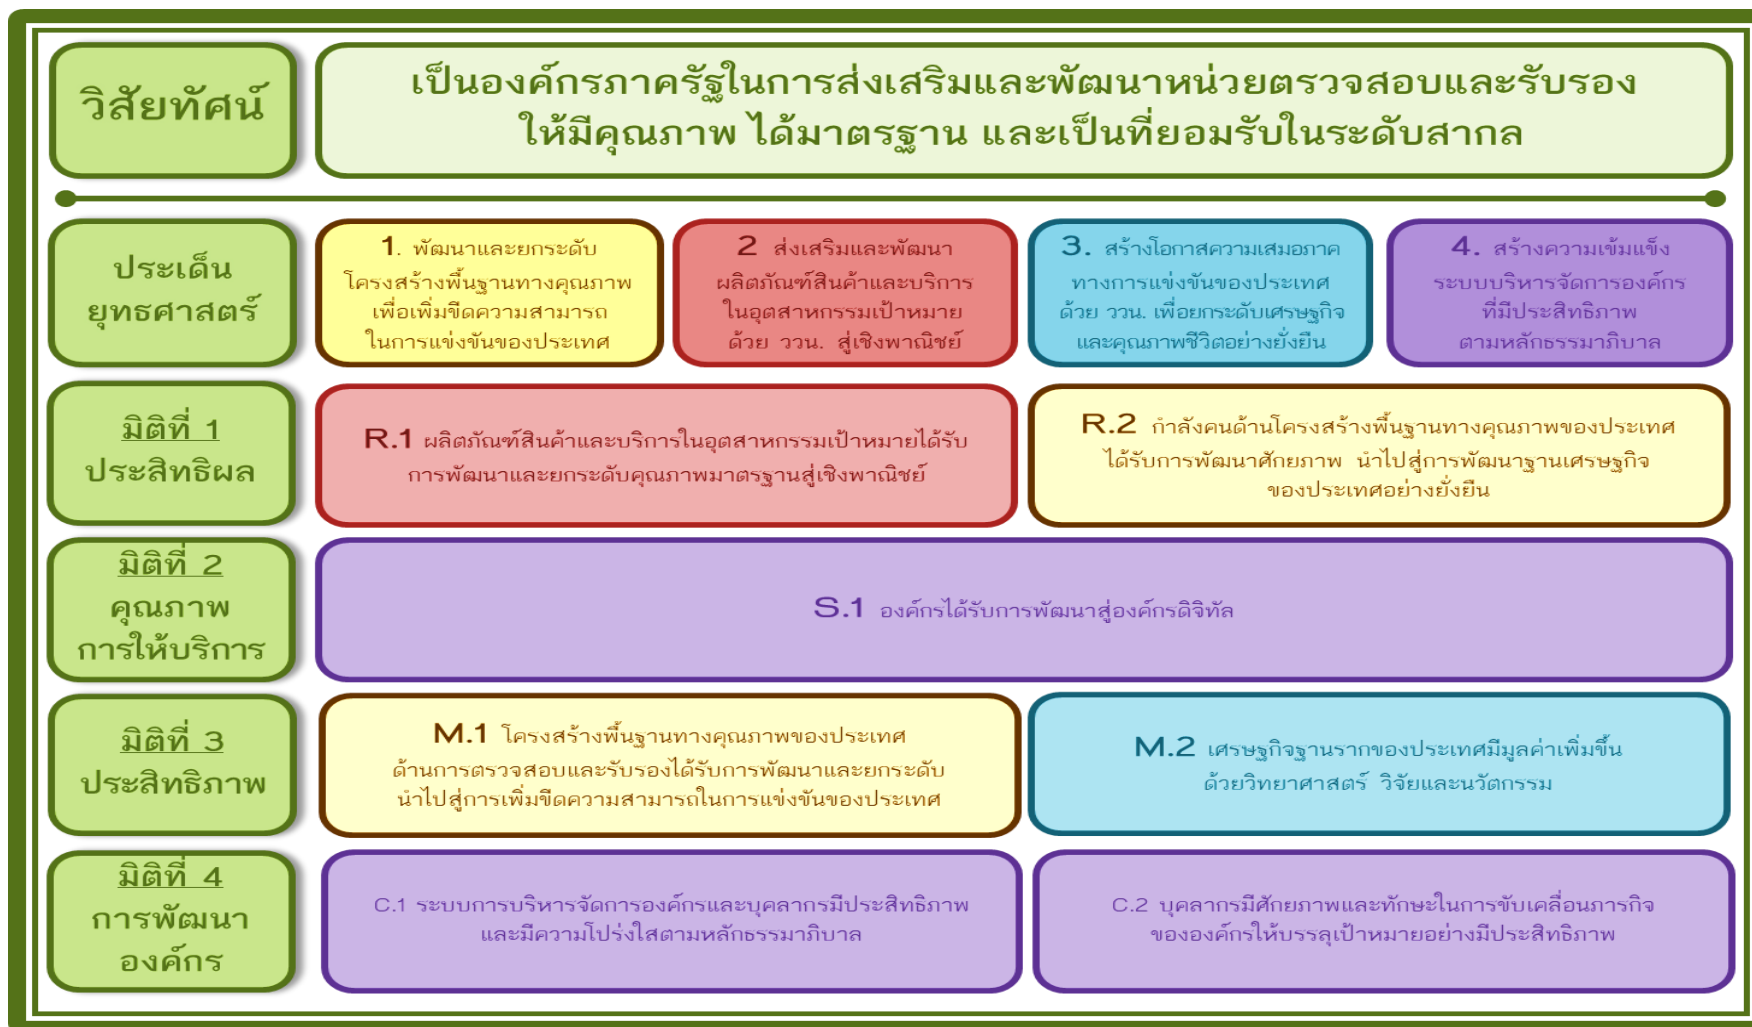 วิสัยทัศน์
เป็นองค์กรภาครัฐในการส่งเสริมและพัฒนาหน่วยตรวจสอบและรับรอง
ให้มีคุณภาพ ได้มาตรฐาน และเป็นที่ยอมรับในระดับสากล
ประเด็น
ยุทธศาสตร์
1. พัฒนาและยกระดับ
โครงสร้างพื้นฐานทางคุณภาพ
เพื่อเพิ่มขีดความสามารถ
ในการแข่งขันของประเทศ
2 ส่งเสริมและพัฒนา
ผลิตภัณฑ์สินค้าและบริการ
ในอุตสาหกรรมเป้าหมาย
ด้วย ววน. สู่เชิงพาณิชย์
3. สร้างโอกาสความเสมอภาค
ทางการแข่งขันของประเทศ
ด้วย ววน. เพื่อยกระดับเศรษฐกิจ
และคุณภาพชีวิตอย่างยั่งยืน
4. สร้างความเข้มแข็ง
ระบบบริหารจัดการองค์กร
ที่มีประสิทธิภาพ
ตามหลักธรรมาภิบาล
มิติที่ 1
ประสิทธิผล
R.1 ผลิตภัณฑ์สินค้าและบริการในอุตสาหกรรมเป้าหมายได้รับ
การพัฒนาและยกระดับคุณภาพมาตรฐานสู่เชิงพาณิชย์
R.2 กำลังคนด้านโครงสร้างพื้นฐานทางคุณภาพของประเทศ
ได้รับการพัฒนาศักยภาพ นำไปสู่การพัฒนาฐานเศรษฐกิจ
ของประเทศอย่างยั่งยืน
มิติที่ 2
คุณภาพ
การให้บริการ
S.1 องค์กรได้รับการพัฒนาสู่องค์กรดิจิทัล
มิติที่ 3
ประสิทธิภาพ
M.1 โครงสร้างพื้นฐานทางคุณภาพของประเทศ
ด้านการตรวจสอบและรับรองได้รับการพัฒนาและยกระดับ
นำไปสู่การเพิ่มขีดความสามารถในการแข่งขันของประเทศ
M.2 เศรษฐกิจฐานรากของประเทศมีมูลค่าเพิ่มขึ้น
ด้วยวิทยาศาสตร์ วิจัยและนวัตกรรม
มิติที่ 4
การพัฒนา
องค์กร
C.1 ระบบการบริหารจัดการองค์กรและบุคลากรมีประสิทธิภาพ
และมีความโปร่งใสตามหลักธรรมาภิบาล
C.2 บุคลากรมีศักยภาพและทักษะในการขับเคลื่อนภารกิจ
ขององค์กรให้บรรลุเป้าหมายอย่างมีประสิทธิภาพ